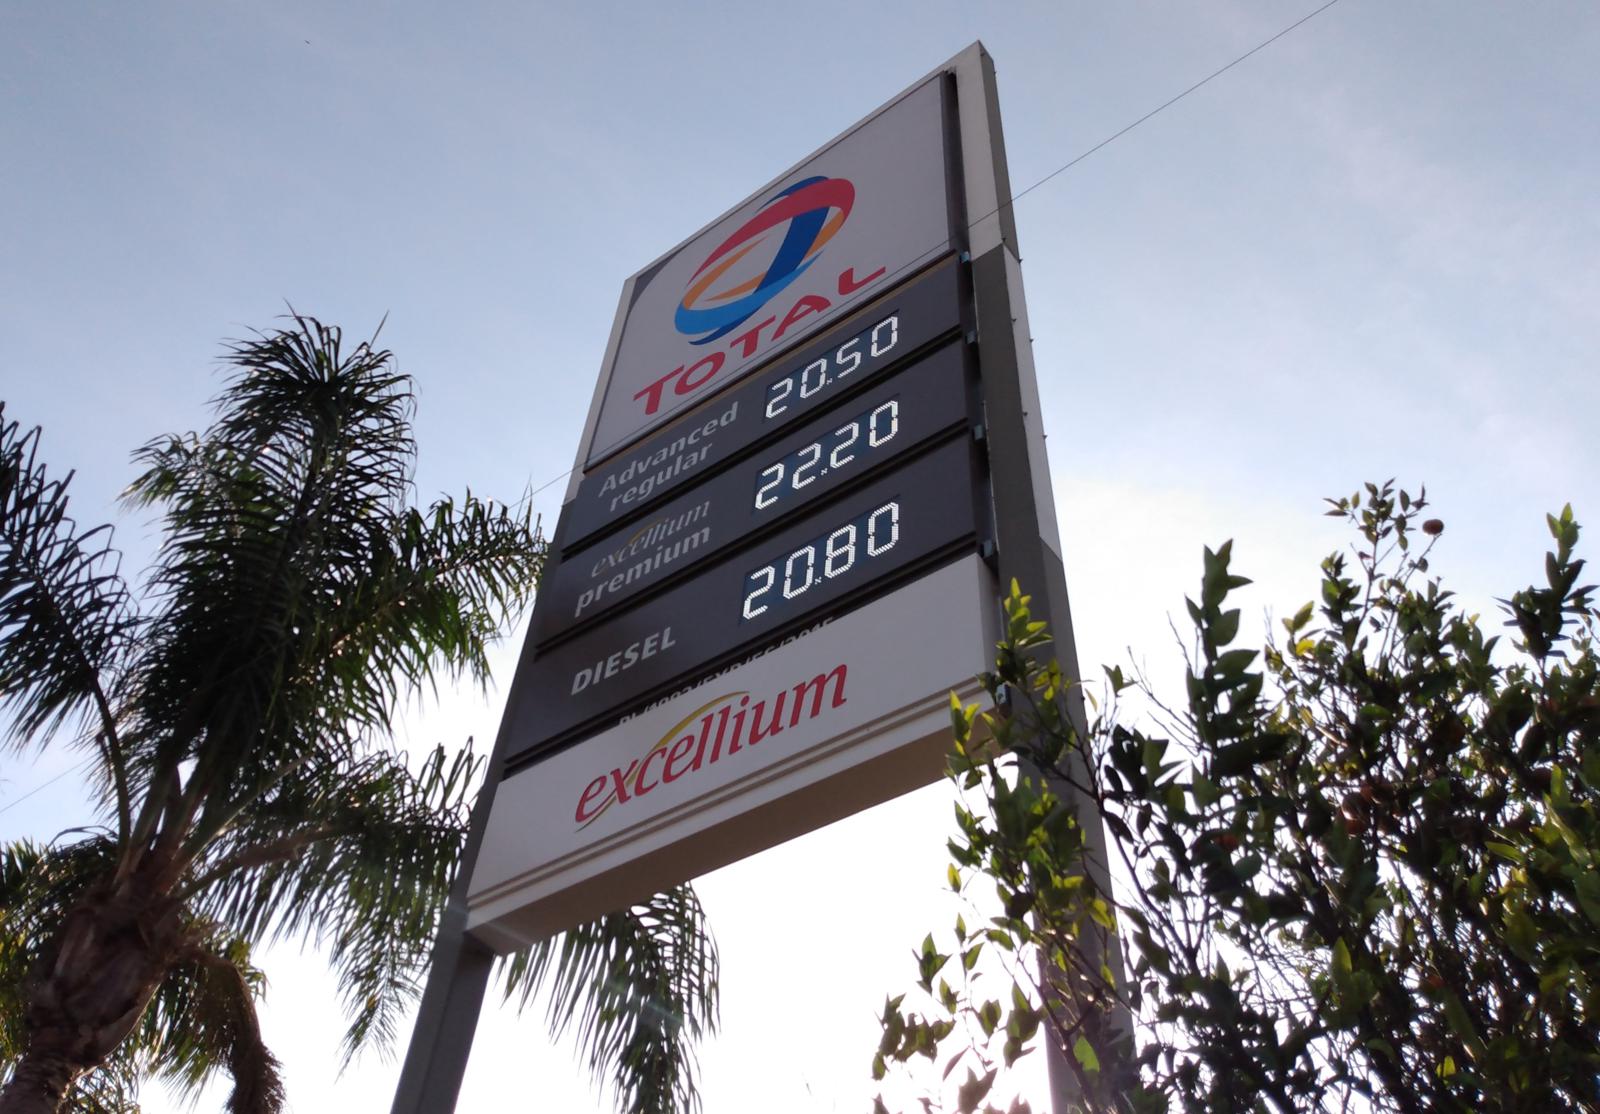 TOTAL
Advanced
regular
20.50
excellium
premium
22.20
DIESEL
20.80
excellium